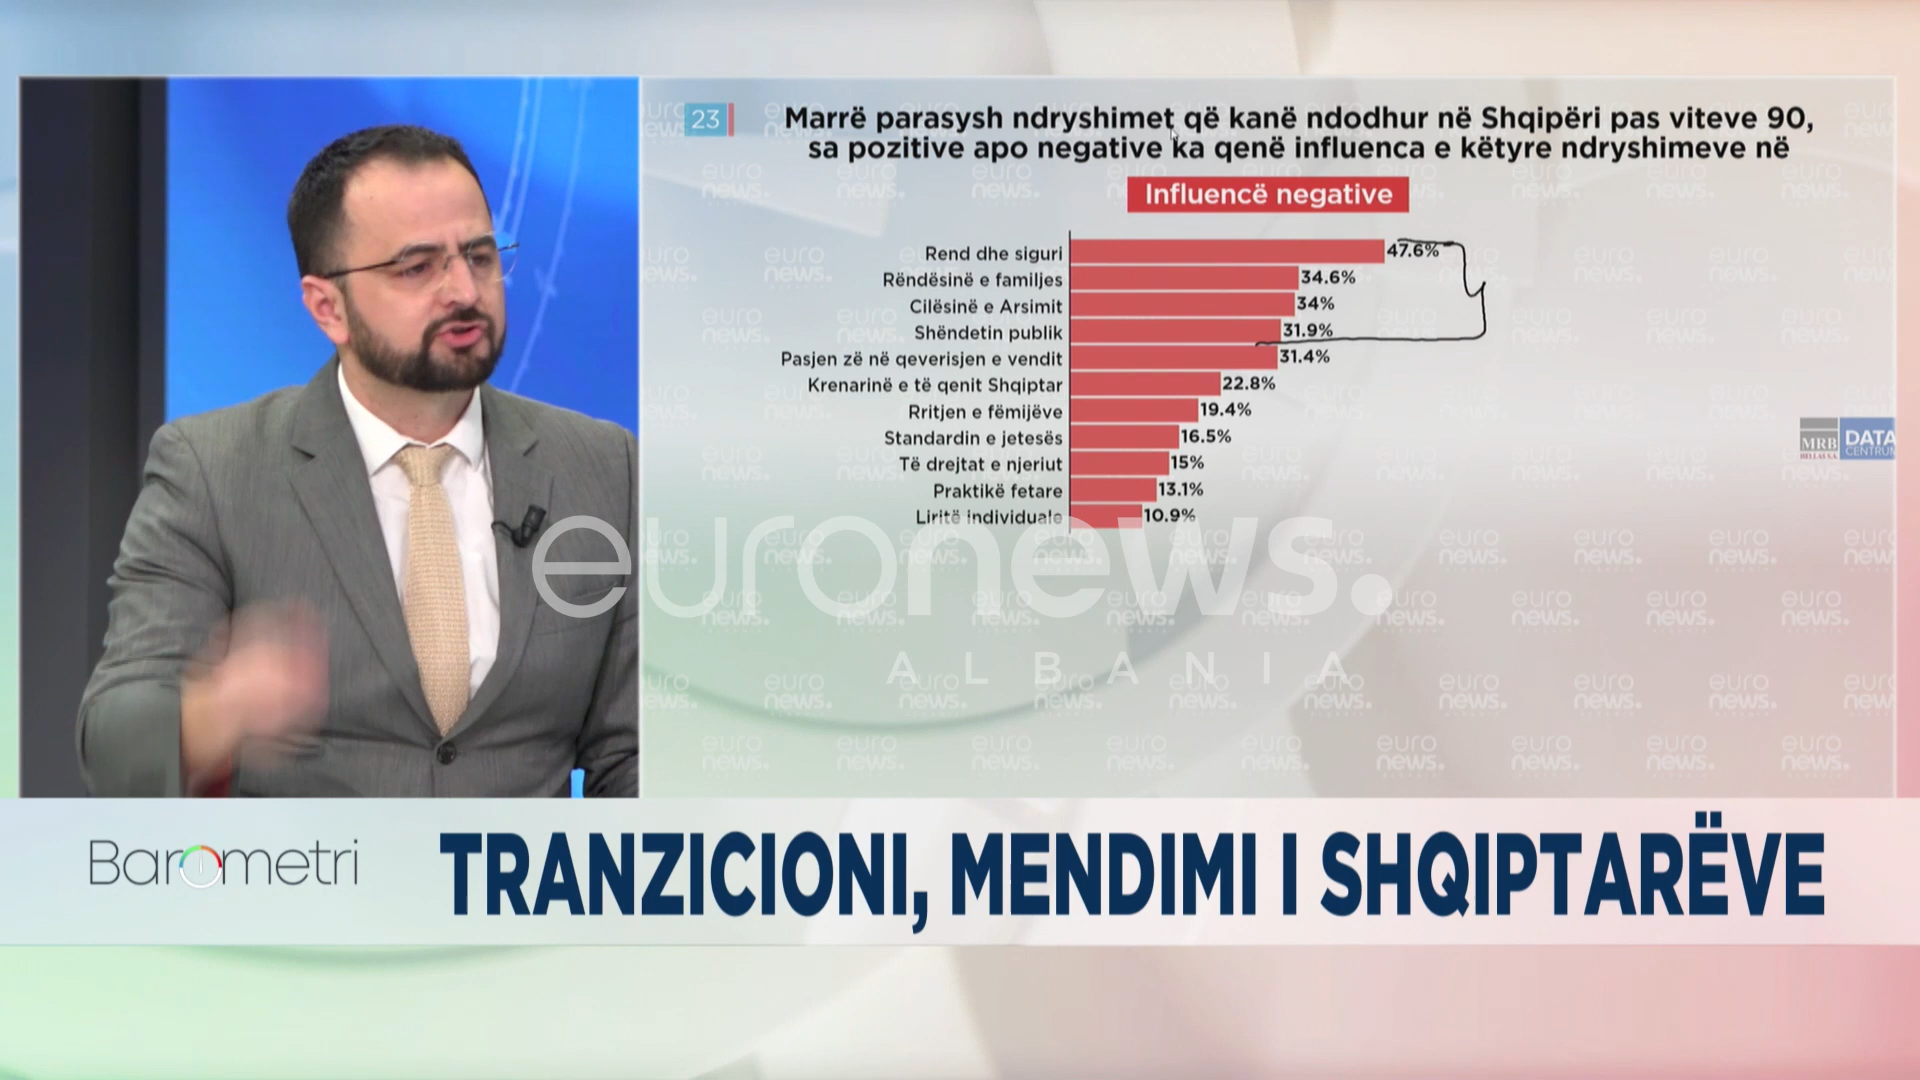 23
Marrë parasysh ndryshimet që kanë ndodhur në Shqipëri pas viteve 90,
sa pozitive apo negative ka qenë influenca e këtyre ndryshimeve në
Influencë negative
Rend dhe siguri 47.6%
Rëndësinë e familjes 34.6%
Cilësinë e Arsimit 34%
Shëndetin publik 31.9%
Pasjen zë në qeverisjen e vendit 31.4%
Krenarinë e të qenit Shqiptar 22.8%
Rritjen e fëmijëve 19.4%
Standardin e jetesës 16.5%
Të drejtat e njeriut 15%
Praktikë fetare 13.1%
Liritë individuale 10.9%
MRB
HELLAS S.A.
DATA
CENTRUM
euronews.
ALBANIA
Barometri
TRANZICIONI, MENDIMI I SHQIPTARËVE